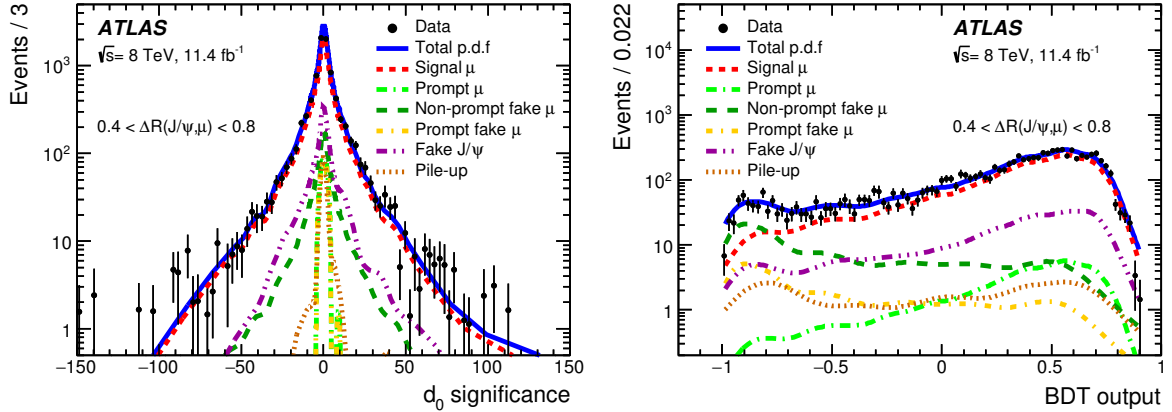 Events / 3
10³
10²
10
1
ATLAS
√s= 8 TeV, 11.4 fb⁻¹
0.4 < ΔR(J/ψ,μ) < 0.8
Data
Total p.d.f
Signal μ
Prompt μ
Non-prompt fake μ
Prompt fake μ
Fake J/ψ
Pile-up
−150 −100 −50 0 50 100 150
d₀ significance
Events / 0.022
10⁴
10³
10²
10
1
Data
Total p.d.f
Signal μ
Prompt μ
Non-prompt fake μ
Prompt fake μ
Fake J/ψ
Pile-up
ATLAS
√s= 8 TeV, 11.4 fb⁻¹
0.4 < ΔR(J/ψ,μ) < 0.8
−1 −0.5 0 0.5 1
BDT output